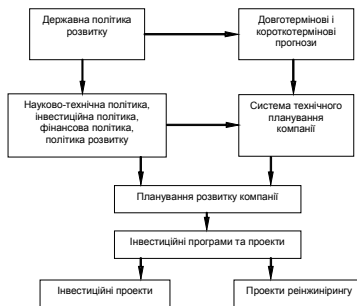 Державна політика
розвитку
Довготермінові і
короткотермінові
прогнози
Науково-технічна політика,
інвестиційна політика,
фінансова політика,
політика розвитку
Система технічного
планування
компанії
Планування розвитку компанії
Інвестиційні програми та проекти
Інвестиційні проекти
Проекти реінжинірингу